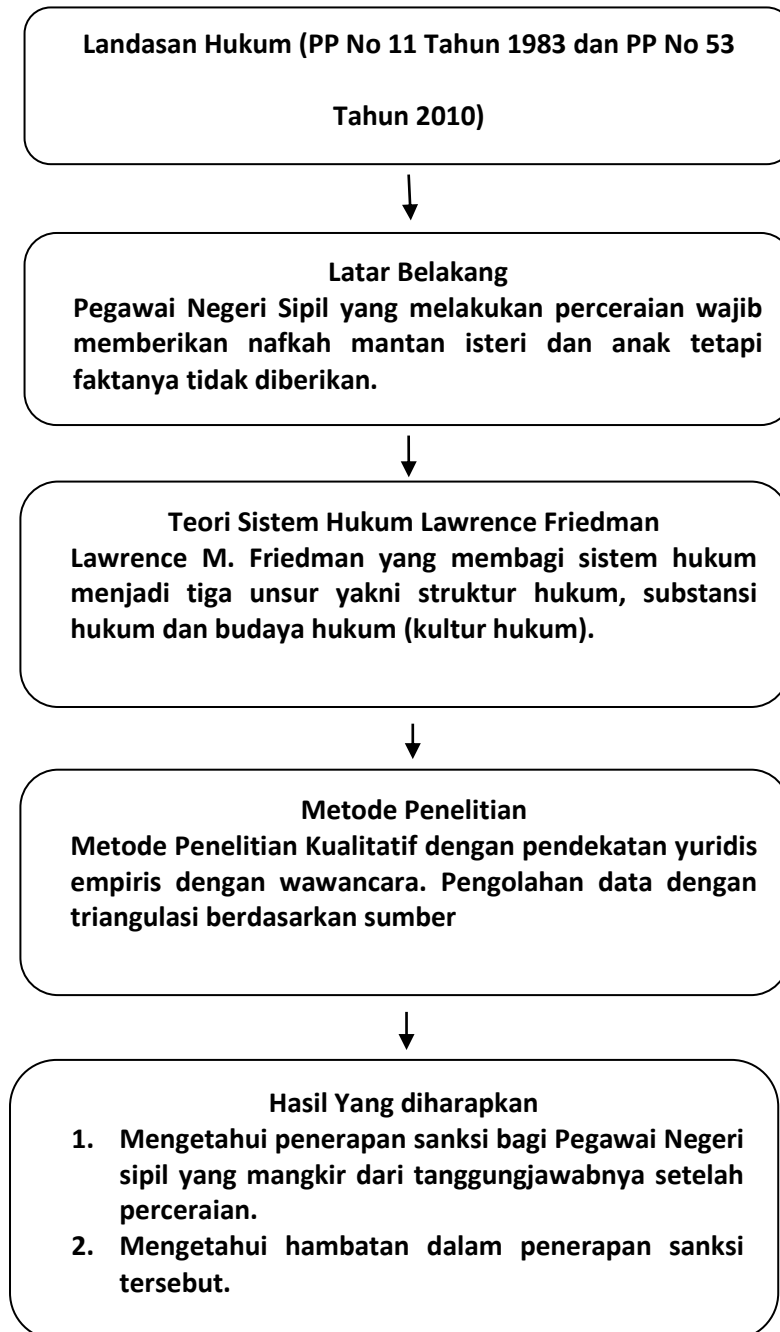 Landasan Hukum (PP No 11 Tahun 1983 dan PP No 53
Tahun 2010)
Latar Belakang
Pegawai Negeri Sipil yang melakukan perceraian wajib
memberikan nafkah mantan isteri dan anak tetapi
faktanya tidak diberikan.
Teori Sistem Hukum Lawrence Friedman
Lawrence M. Friedman yang membagi sistem hukum
menjadi tiga unsur yakni struktur hukum, substansi
hukum dan budaya hukum (kultur hukum).
Metode Penelitian
Metode Penelitian Kualitatif dengan pendekatan yuridis
empiris dengan wawancara. Pengolahan data dengan
triangulasi berdasarkan sumber
Hasil Yang diharapkan
1. Mengetahui penerapan sanksi bagi Pegawai Negeri
sipil yang mangkir dari tanggungjawabnya setelah
perceraian.
2. Mengetahui hambatan dalam penerapan sanksi
tersebut.